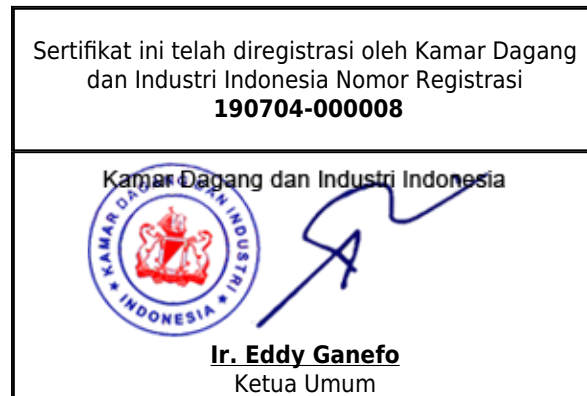 Sertifikat ini telah diregistrasi oleh Kamar Dagang
dan Industri Indonesia Nomor Registrasi
190704-000008
Kamar Dagang dan Industri Indonesia
KAMAR DAGANG DAN INDUSTRI
INDONESIA
Ir. Eddy Ganefo
Ketua Umum